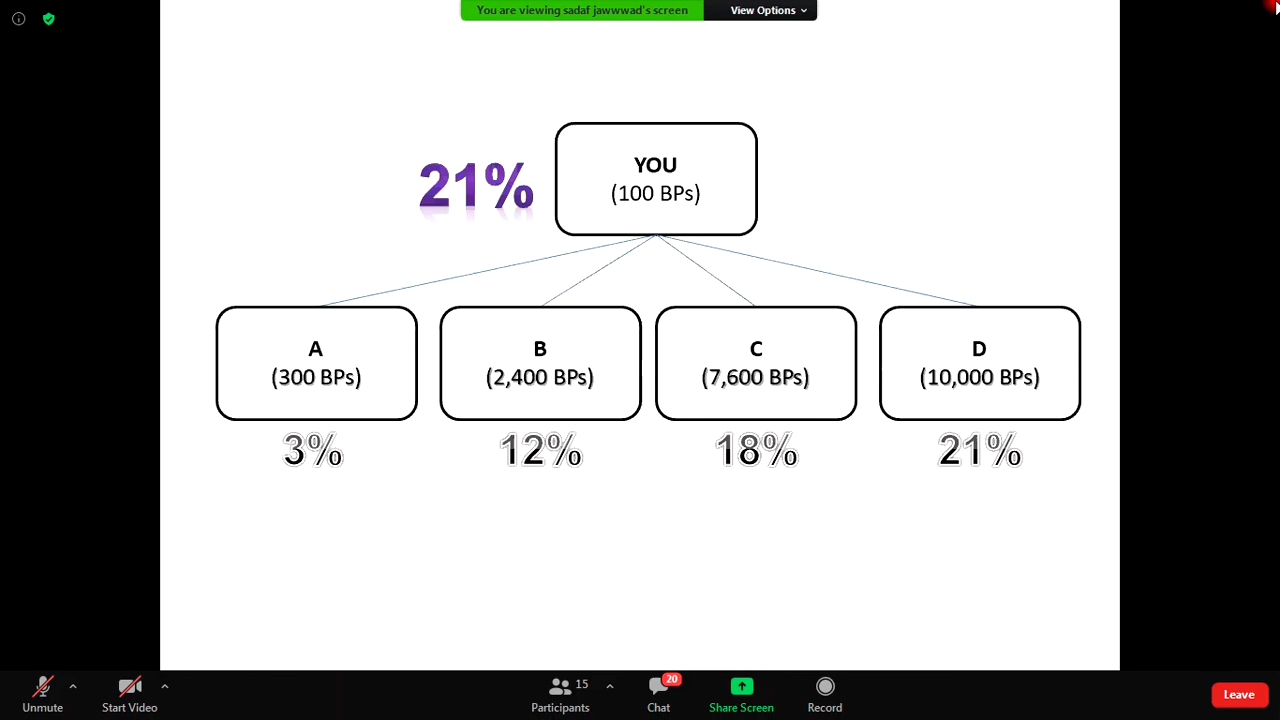 You are viewing sadaf jawwwad's screen
View Options
YOU
(100 BPs)
21%
A
(300 BPs)
B
(2,400 BPs)
C
(7,600 BPs)
D
(10,000 BPs)
3%
12%
18%
21%
Unmute
Start Video
15
Participants
20
Chat
Share Screen
Record
Leave